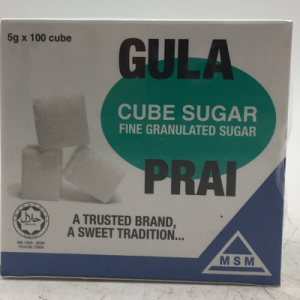 5g x 100 cube
GULA
CUBE SUGAR
FINE GRANULATED SUGAR
PRAI
A TRUSTED BRAND,
A SWEET TRADITION...
MSM